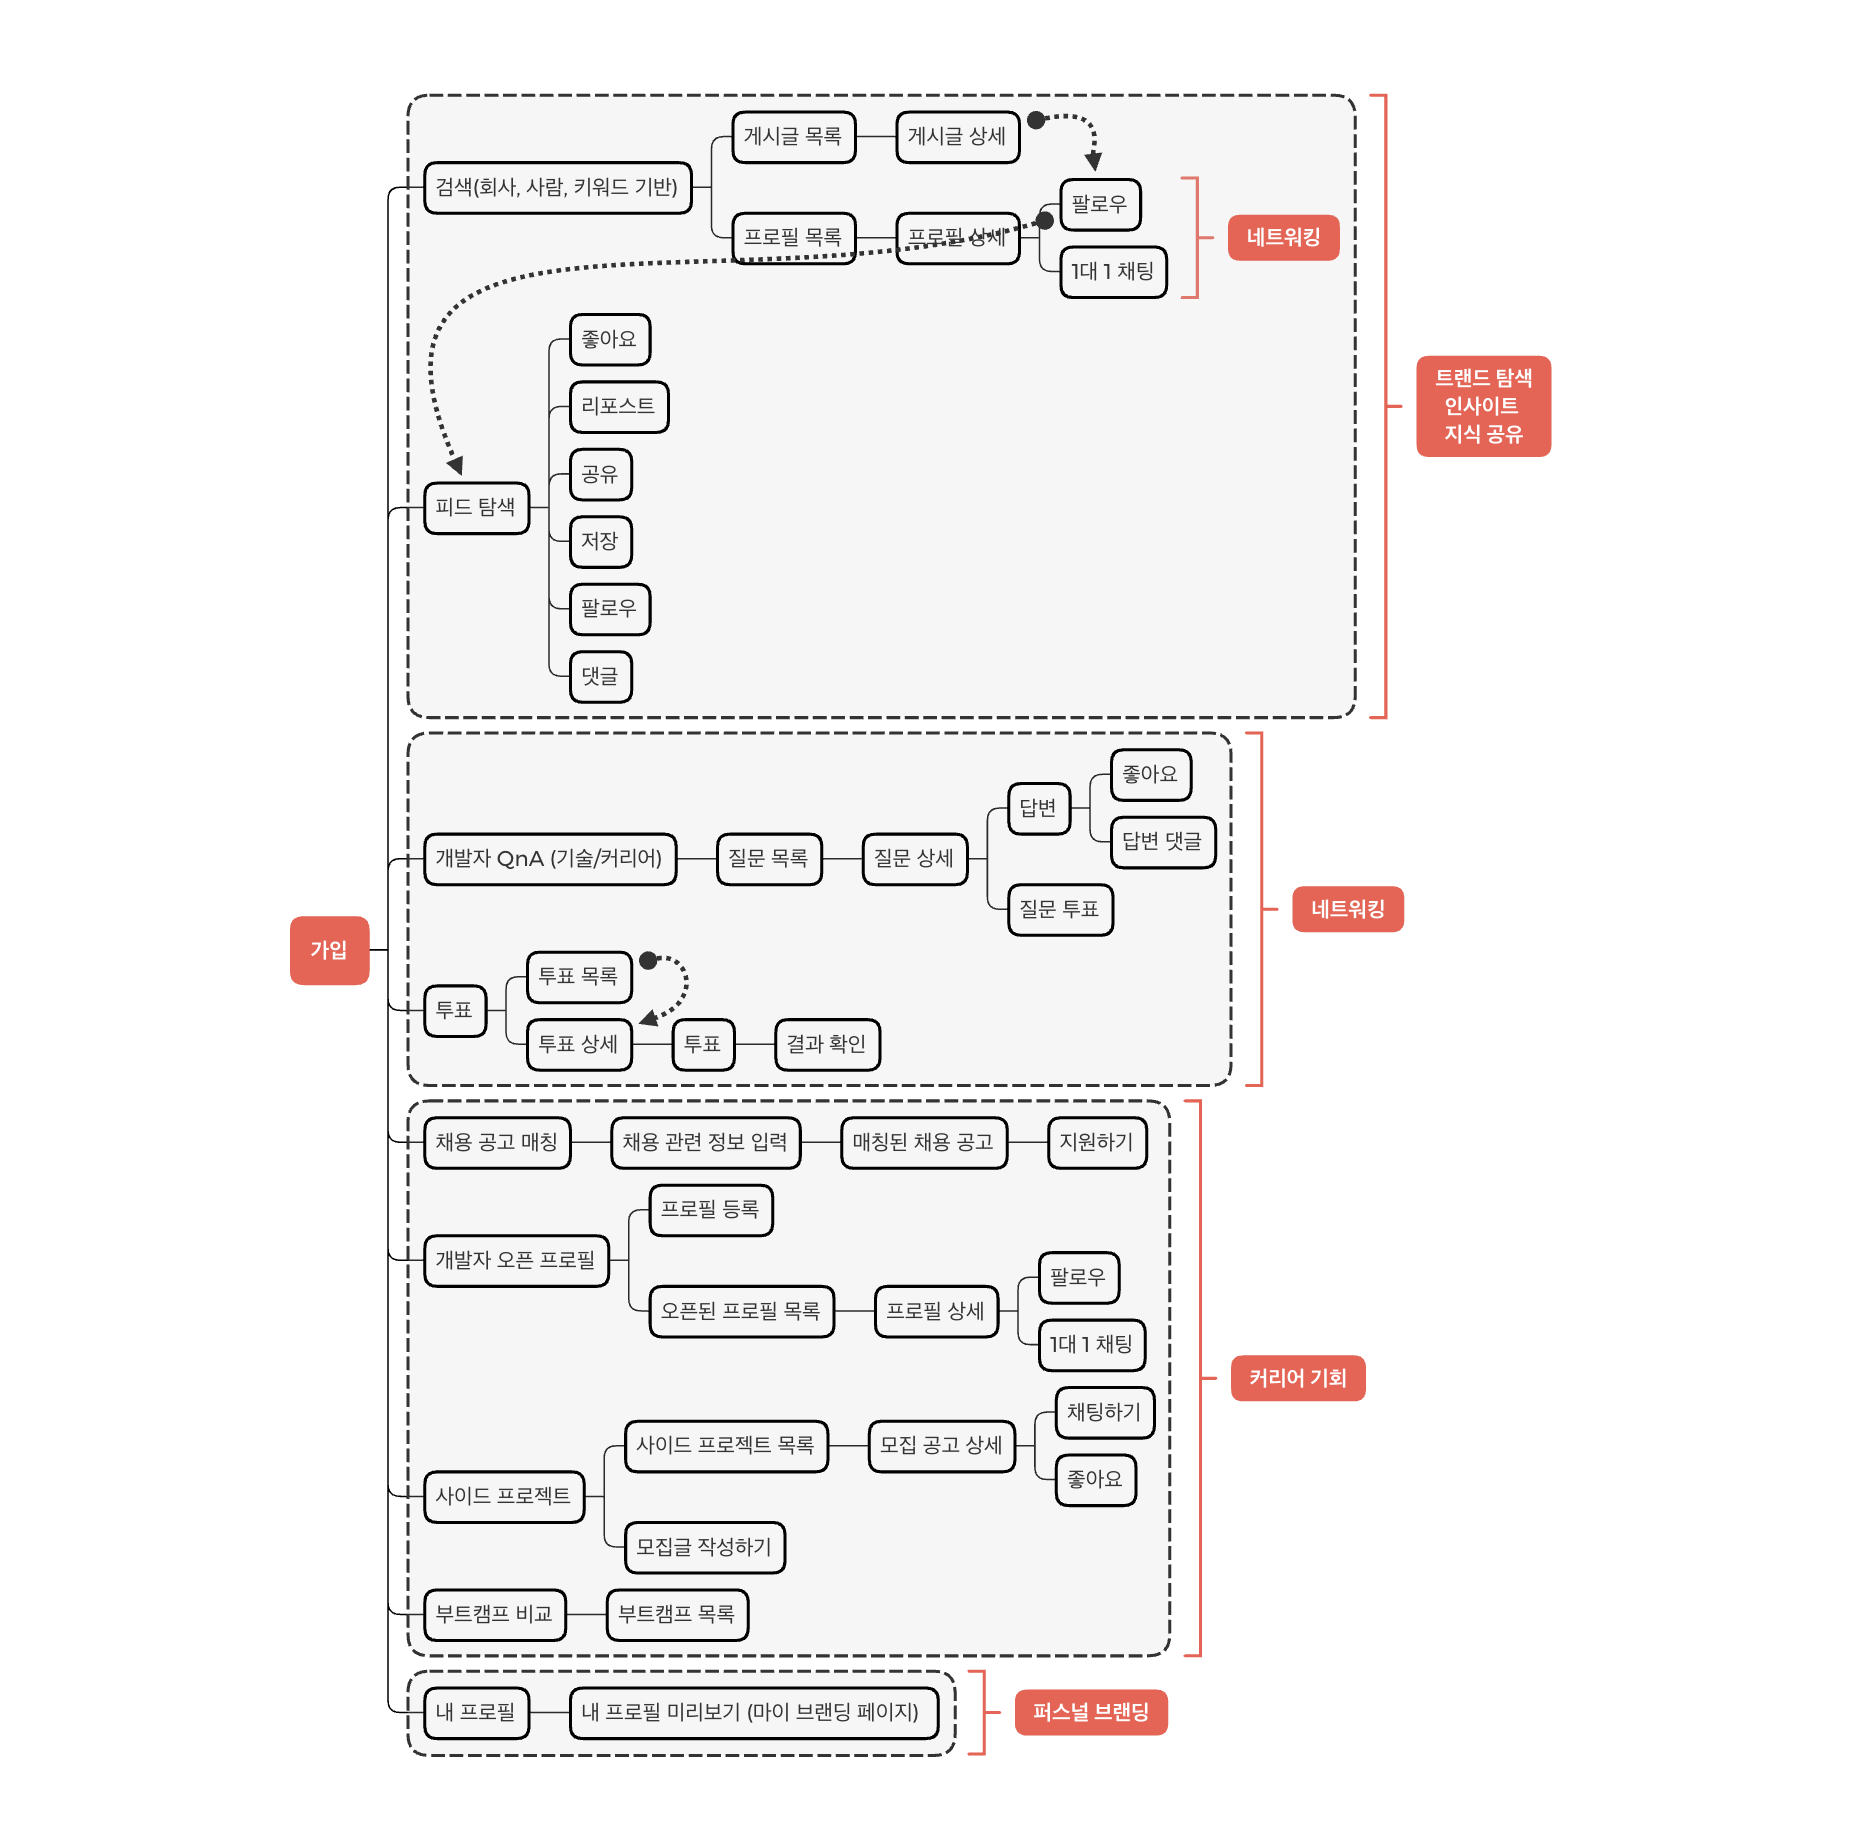 가입
검색(회사, 사람, 키워드 기반)
게시글 목록
게시글 상세
프로필 목록
프로필 상세
팔로우
1대 1 채팅
네트워킹
피드 탐색
좋아요
리포스트
공유
저장
팔로우
댓글
트랜드 탐색
인사이트
지식 공유
개발자 QnA (기술/커리어)
질문 목록
질문 상세
답변
좋아요
답변 댓글
질문 투표
투표
투표 목록
투표 상세
투표
결과 확인
네트워킹
채용 공고 매칭
채용 관련 정보 입력
매칭된 채용 공고
지원하기
개발자 오픈 프로필
프로필 등록
오픈된 프로필 목록
프로필 상세
팔로우
1대 1 채팅
사이드 프로젝트
사이드 프로젝트 목록
모집 공고 상세
채팅하기
좋아요
모집글 작성하기
부트캠프 비교
부트캠프 목록
커리어 기회
내 프로필
내 프로필 미리보기 (마이 브랜딩 페이지)
퍼스널 브랜딩